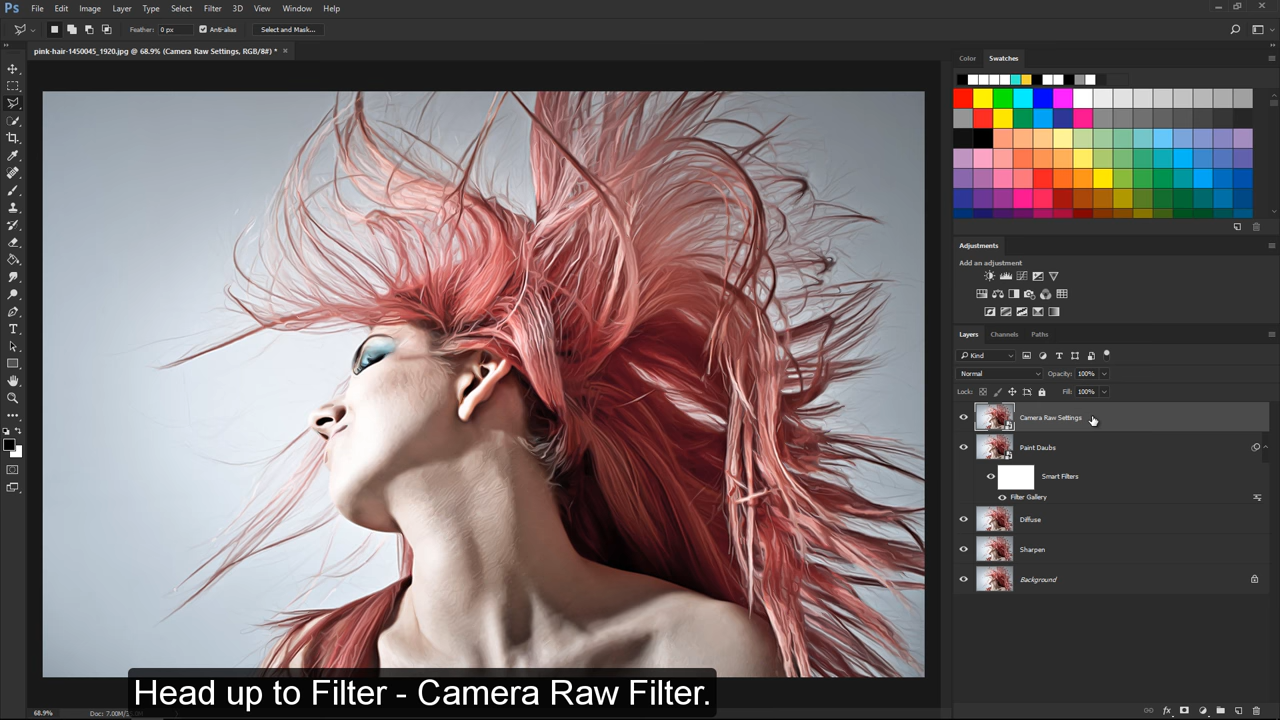 Ps File Edit Image Layer Type Select Filter 3D View Window Help
Feather: 0 px Anti-alias Select and Mask...
pink-hair-1450045_1920.jpg @ 68.9% (Camera Raw Settings, RGB/8#) * ×
Color Swatches
Adjustments
Add an adjustment
Layers Channels Paths
Kind
Normal Opacity: 100%
Lock: Fill: 100%
Camera Raw Settings
Paint Daubs
Smart Filters
Filter Gallery
Diffuse
Sharpen
Background
Head up to Filter - Camera Raw Filter.
68.9% Doc: 7.00M/